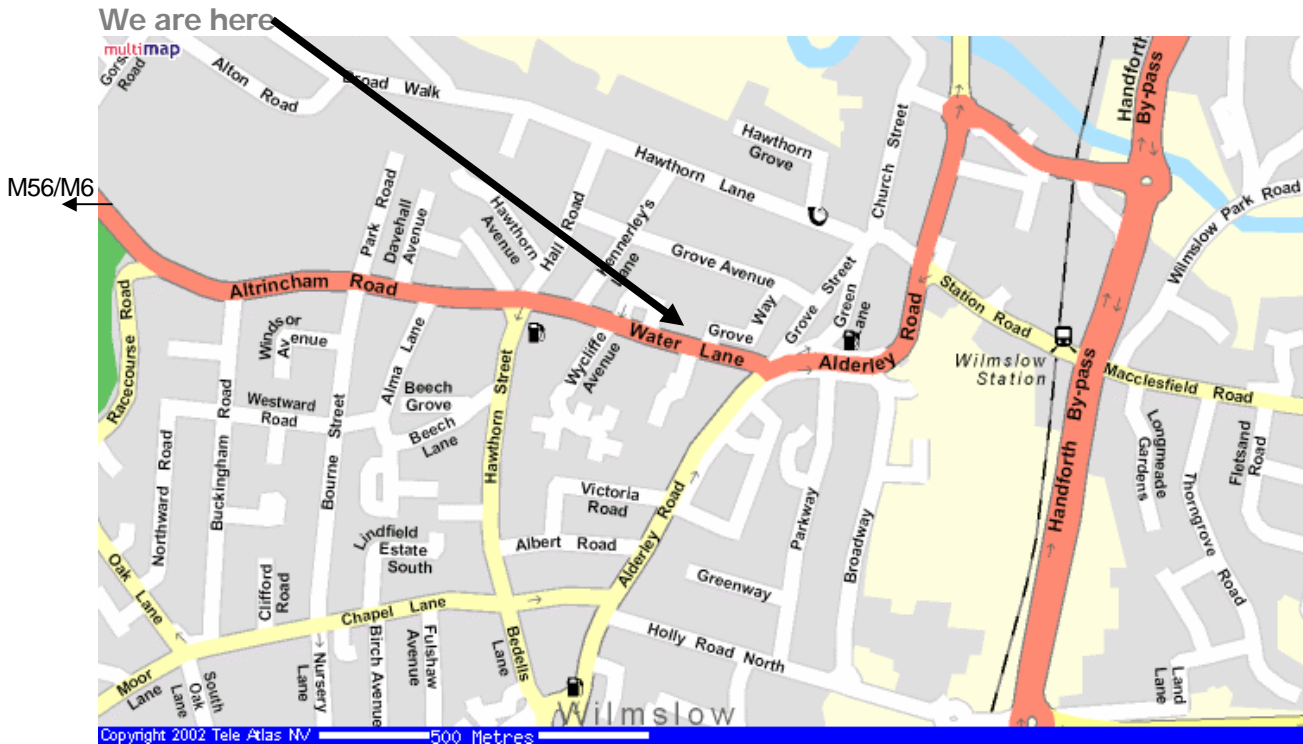 We are here
multimap
M56/M6
Gors
Road
Alton Road
Broad Walk
Hawthorn
Grove
Hawthorn Lane
Church Street
Handforth
By-pass
Wilmslow Park Road
Park Road
Davehall
Avenue
Hawthorn
Avenue
Hall Road
Kennerley's
Lane
Grove Avenue
Grove
Way
Grove Street
Green
Lane
Altrincham Road
Water Lane
Alderley Road
Station Road
Wilmslow
Station
Macclesfield Road
Racecourse Road
Windsor
Avenue
Alma Lane
Wycliffe
Avenue
Beech
Grove
Beech
Lane
Westward
Road
Northward Road
Buckingham Road
Bourne Street
Hawthorn Street
Handforth By-pass
Longmeade
Gardens
Thorngrove Road
Fletsand
Road
Victoria
Road
Albert Road
Alderley Road
Parkway
Broadway
Greenway
Lindfield
Estate
South
Clifford
Road
Oak Lane
Chapel Lane
Moor
Lane
South
Oak
Lane
Nursery
Lane
Birch Avenue
Fulshaw
Avenue
Bedells
Lane
Holly Road North
Land
Lane
Wilmslow
Copyright 2002 Tele Atlas NV
500 Metres